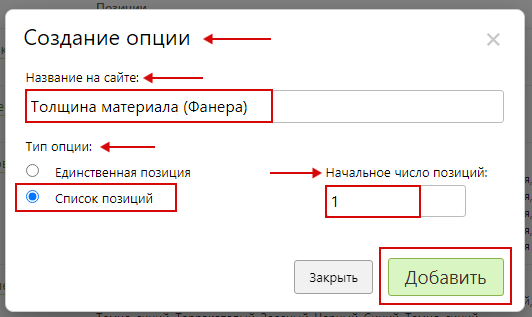 Позиции
Создание опции
Название на сайте:
Толщина материала (Фанера)
Тип опции:
Единственная позиция
Начальное число позиций:
Список позиций
1
Закрыть
Добавить